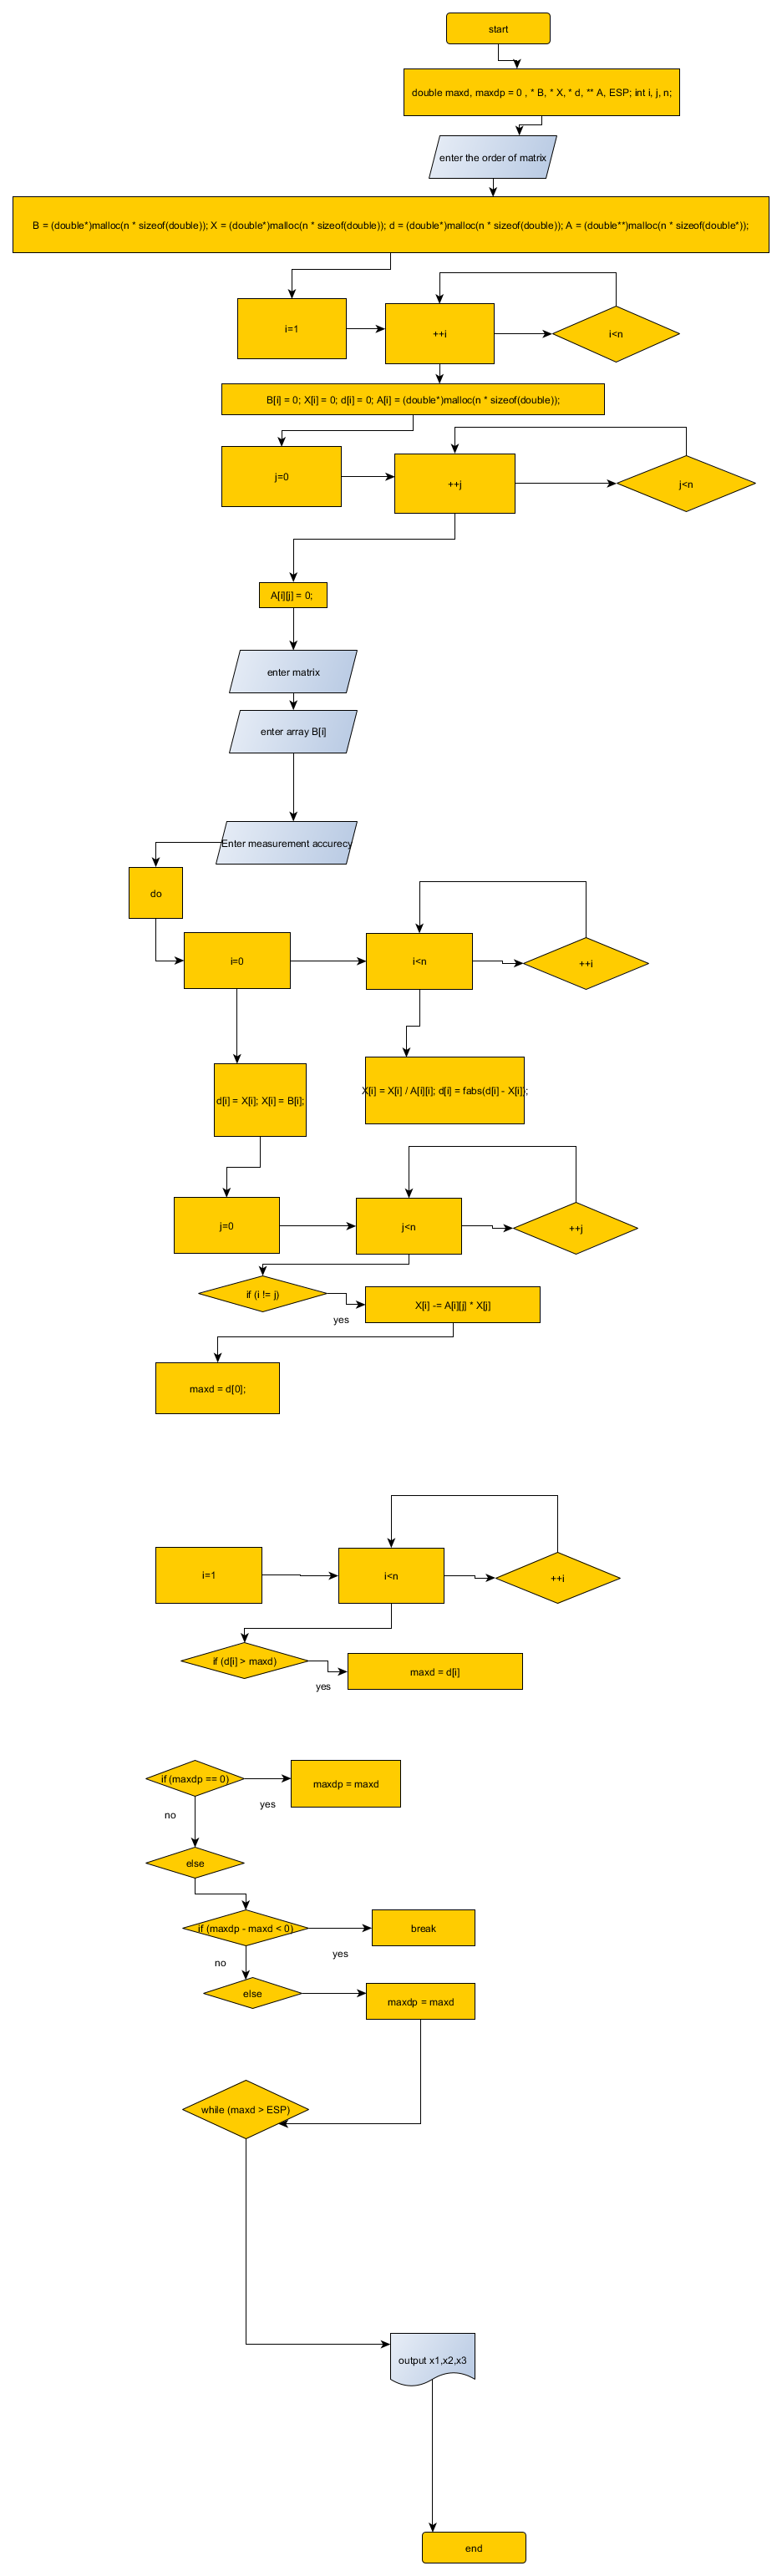 start
double maxd, maxdp = 0 , * B, * X, * d, ** A, ESP; int i, j, n;
enter the order of matrix
B = (double*)malloc(n * sizeof(double)); X = (double*)malloc(n * sizeof(double)); d = (double*)malloc(n * sizeof(double)); A = (double**)malloc(n * sizeof(double*));
i=1
++i
i<n
B[i] = 0; X[i] = 0; d[i] = 0; A[i] = (double*)malloc(n * sizeof(double));
j=0
++j
j<n
A[i][j] = 0;
enter matrix
enter array B[i]
Enter measurement accurecy
do
i=0
i<n
++i
d[i] = X[i]; X[i] = B[i];
X[i] = X[i] / A[i][i]; d[i] = fabs(d[i] - X[i]);
j=0
j<n
++j
if (i != j)
yes
X[i] -= A[i][j] * X[j]
maxd = d[0];
i=1
i<n
++i
if (d[i] > maxd)
yes
maxd = d[i]
if (maxdp == 0)
yes
maxdp = maxd
no
else
if (maxdp - maxd < 0)
yes
break
no
else
maxdp = maxd
while (maxd > ESP)
output x1,x2,x3
end